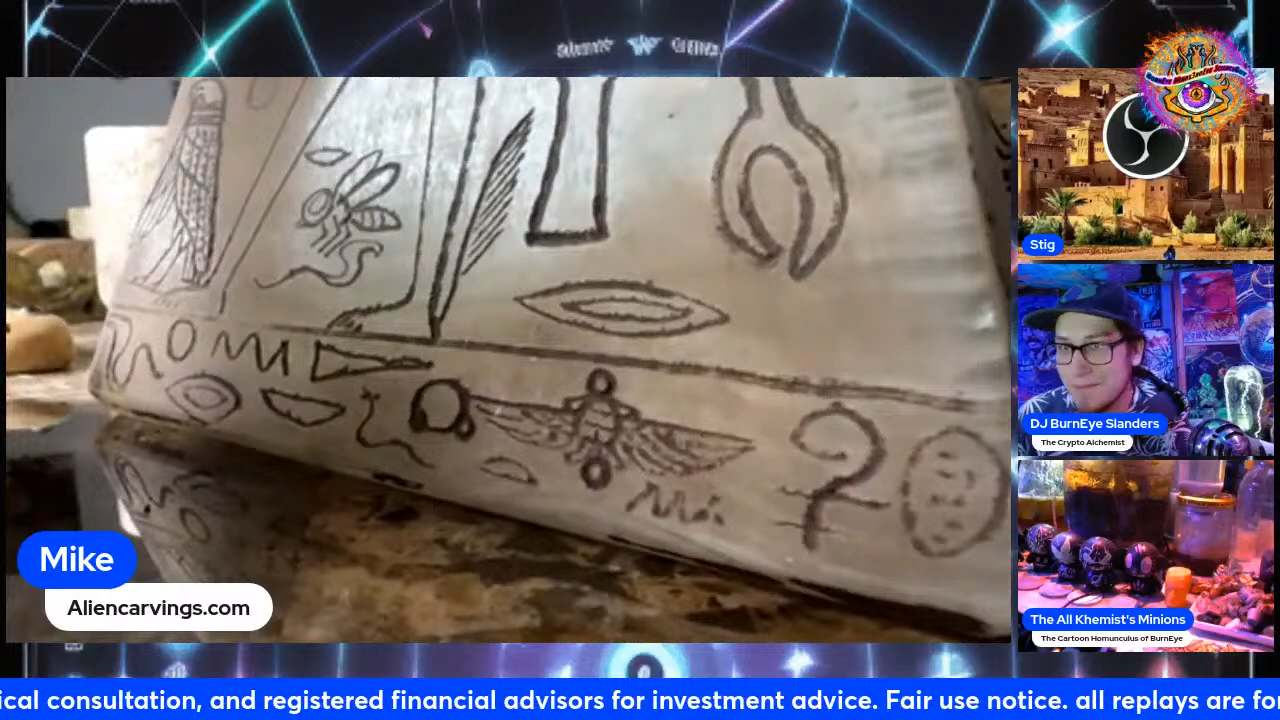 Stig
DJ BurnEye Slanders
The Crypto Alchemist
Mike
Aliencarvings.com
The All Khemist's Minions
The Cartoon Homunculus of BurnEye
ical consultation, and registered financial advisors for investment advice. Fair use notice. all replays are fo